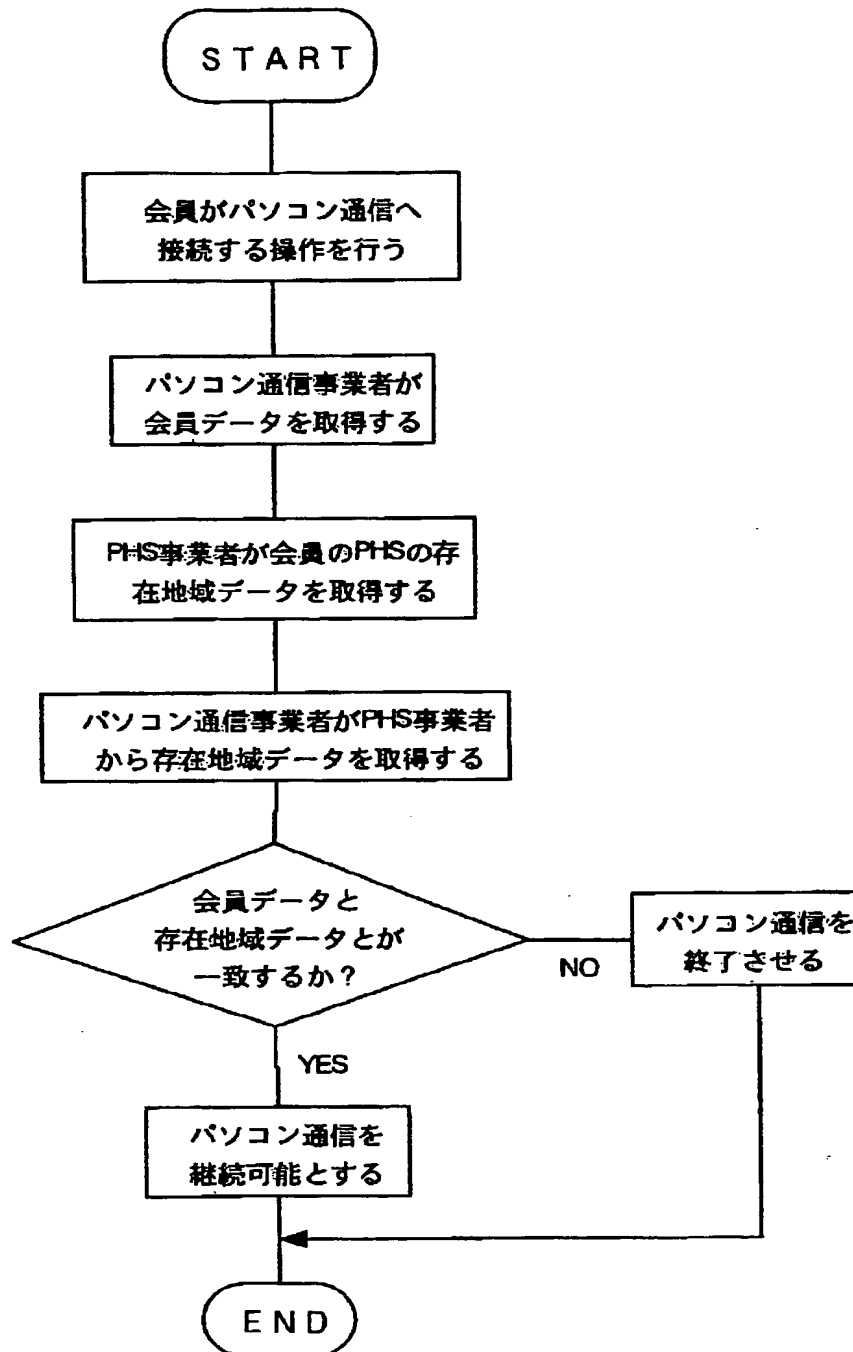 START
会員がパソコン通信へ
接続する操作を行う
パソコン通信事業者が
会員データを取得する
PHS事業者が会員のPHSの存
在地域データを取得する
パソコン通信事業者がPHS事業者
から存在地域データを取得する
会員データと
存在地域データとが
一致するか？
NO
パソコン通信を
終了させる
YES
パソコン通信を
継続可能とする
END